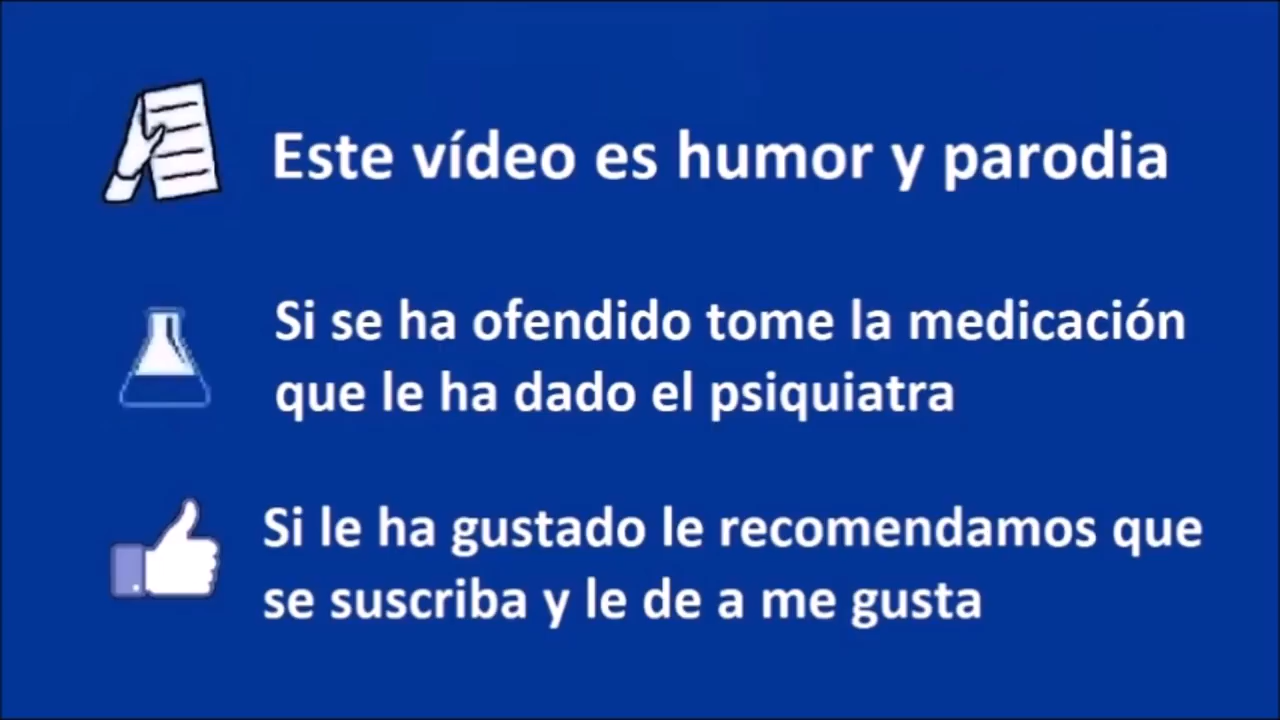 Este vídeo es humor y parodia
Si se ha ofendido tome la medicación
que le ha dado el psiquiatra
Si le ha gustado le recomendamos que
se suscriba y le de a me gusta